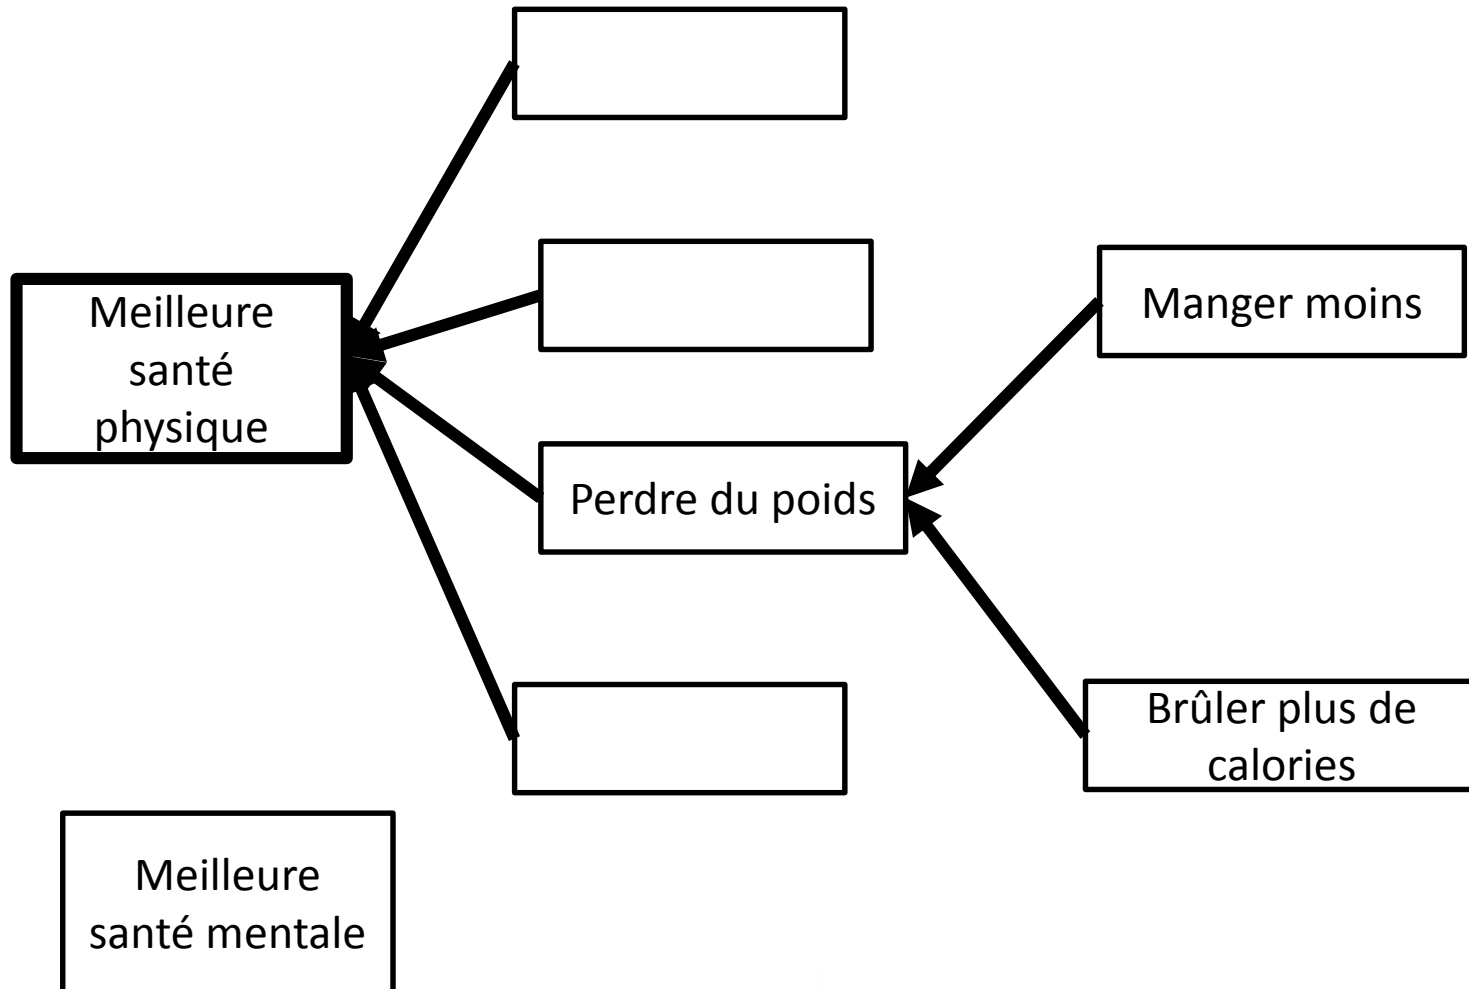 Meilleure
santé
physique
Manger moins
Perdre du poids
Brûler plus de
calories
Meilleure
santé mentale